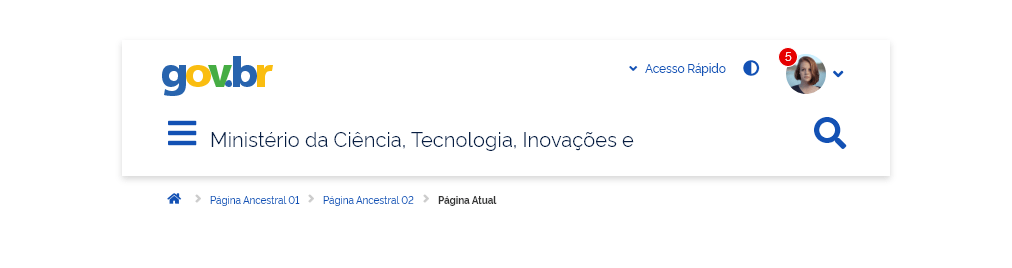 gov.br
Acesso Rápido
5
Ministério da Ciência, Tecnologia, Inovações e
Página Ancestral 01 Página Ancestral 02 Página Atual